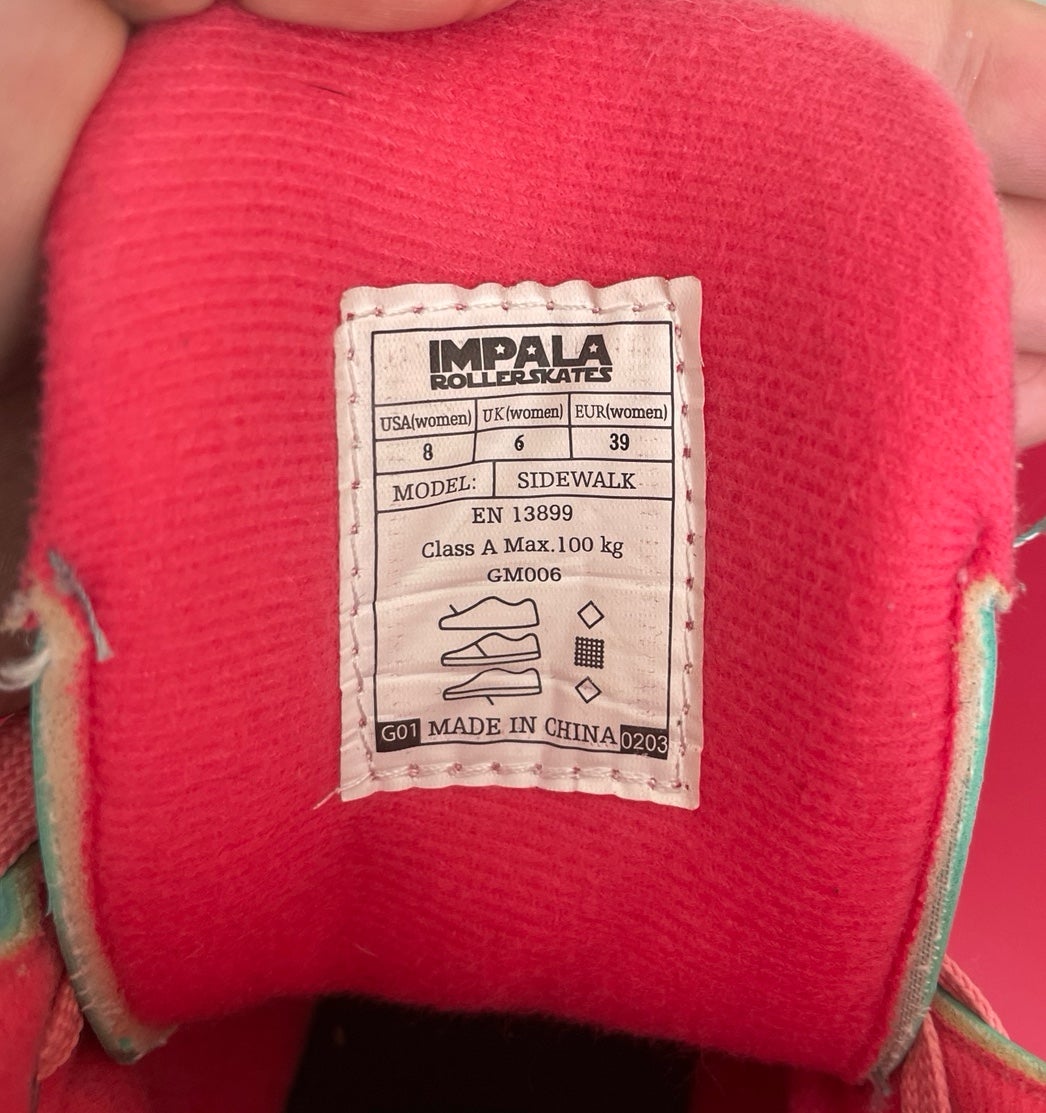 IMPALA
ROLLERSKATES
USA(women) UK(women) EUR(women)
8 6 39
MODEL: SIDEWALK
EN 13899
Class A Max.100 kg
GM006
G01 MADE IN CHINA 0203